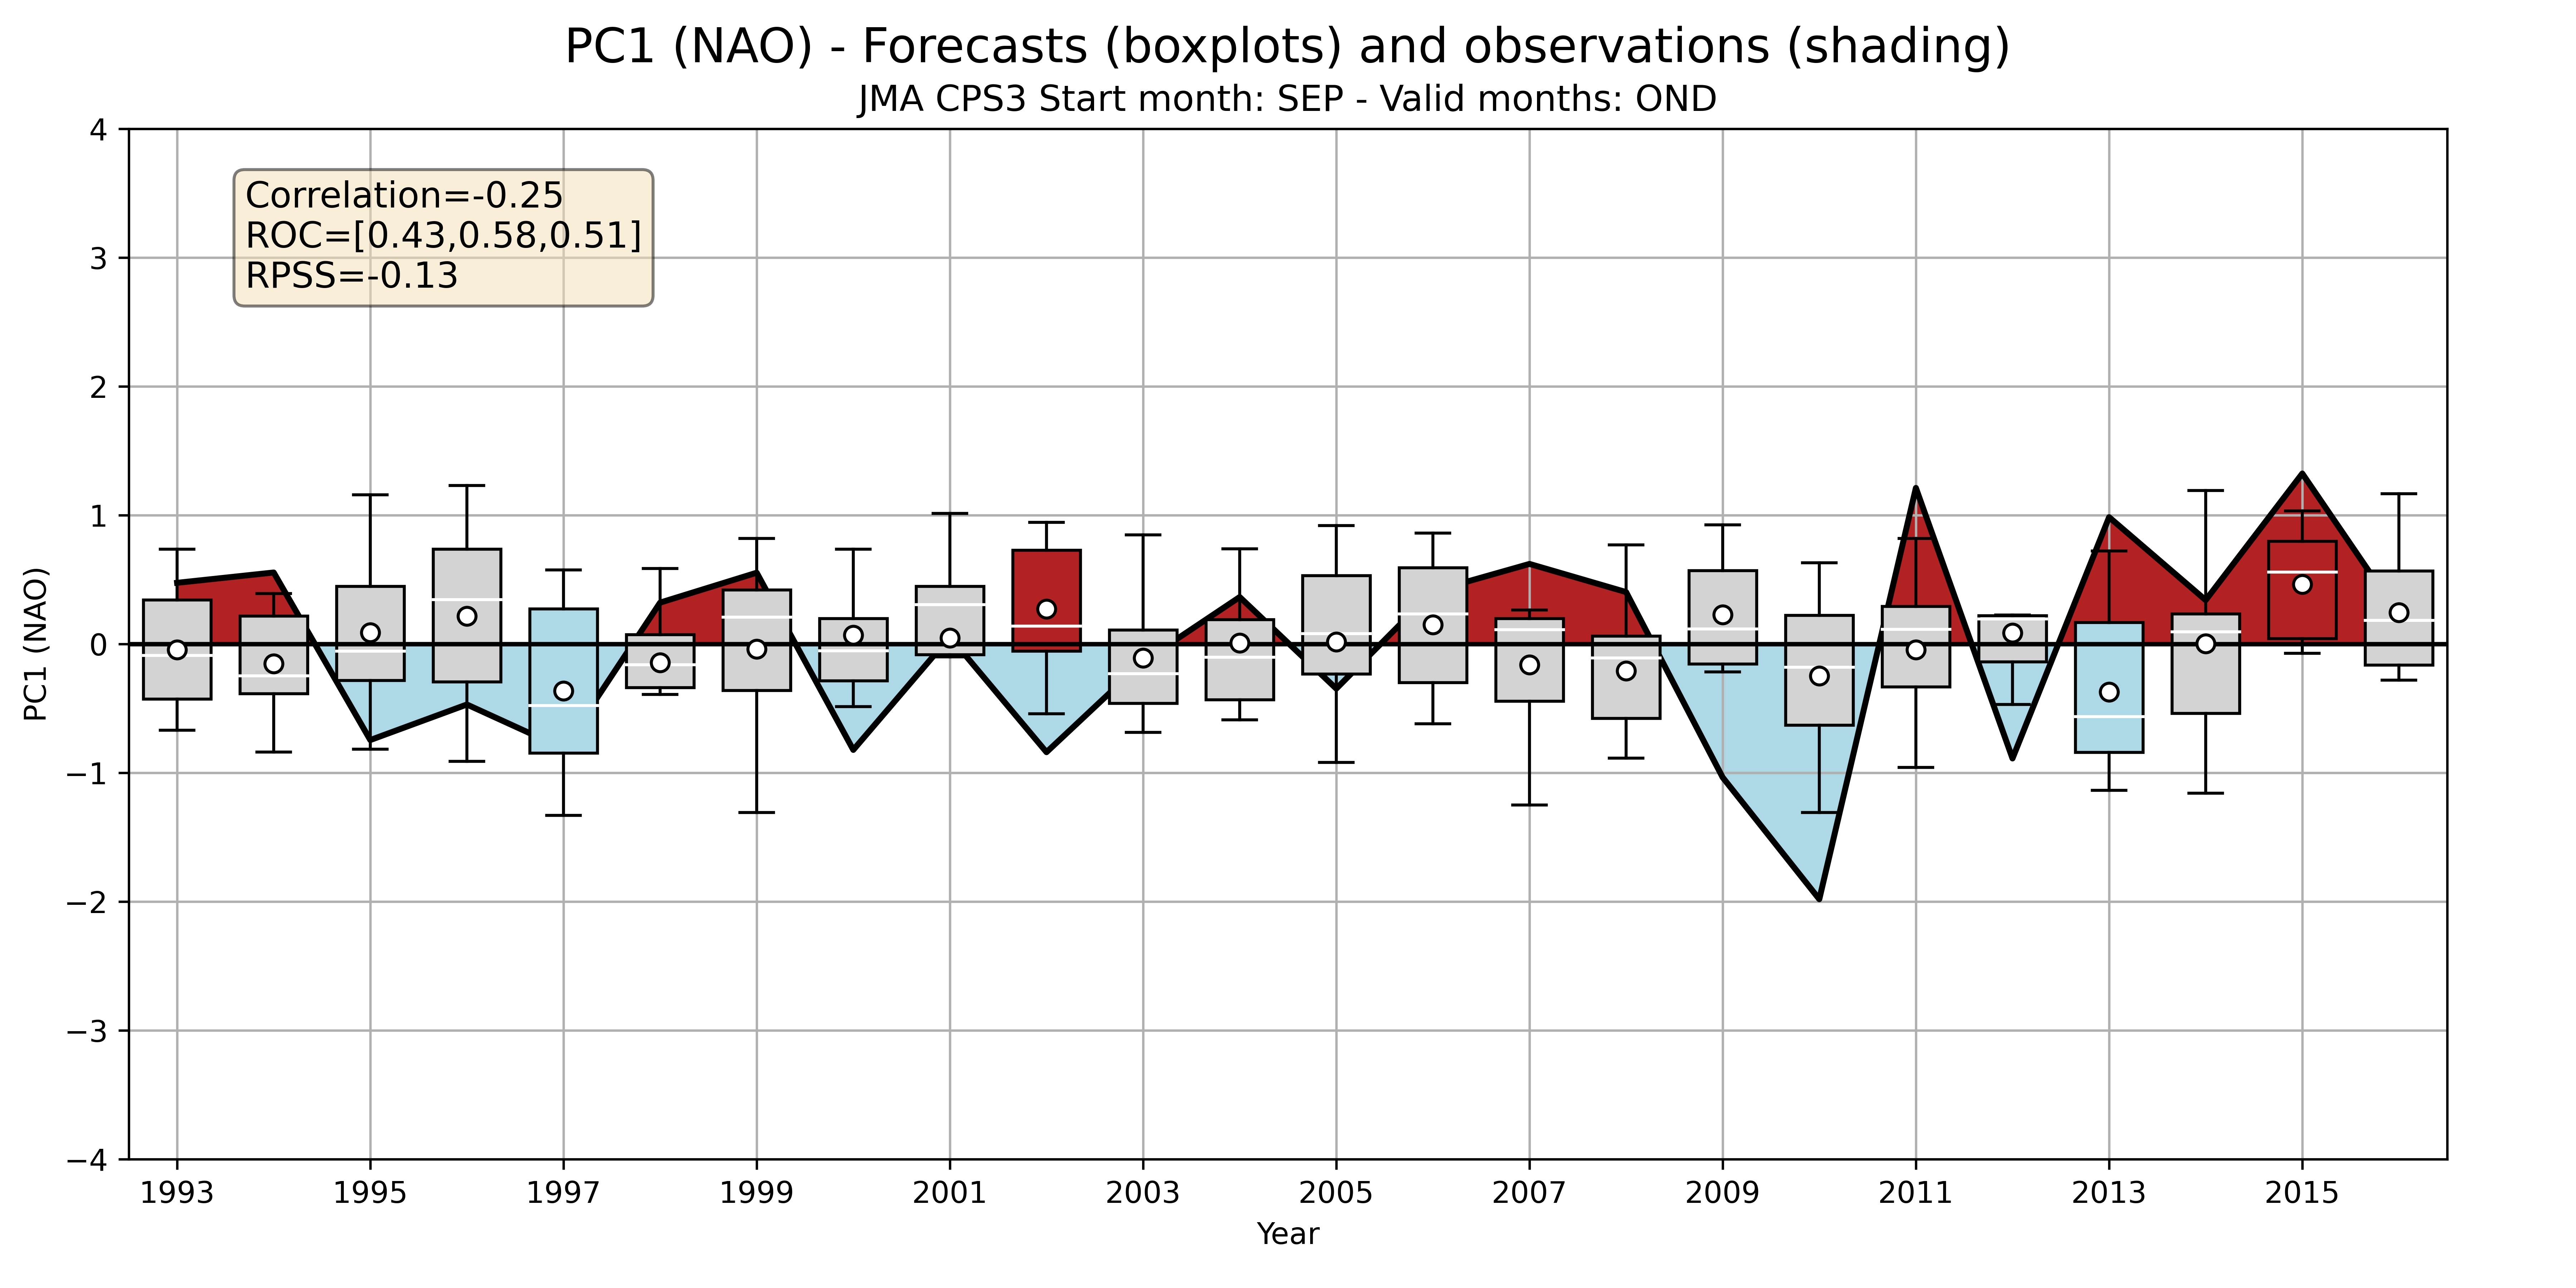 PC1 (NAO) - Forecasts (boxplots) and observations (shading)
JMA CPS3 Start month: SEP - Valid months: OND
Correlation=-0.25
ROC=[0.43,0.58,0.51]
RPSS=-0.13
PC1 (NAO)
4
3
2
1
0
−1
−2
−3
−4
1993 1995 1997 1999 2001 2003 2005 2007 2009 2011 2013 2015
Year